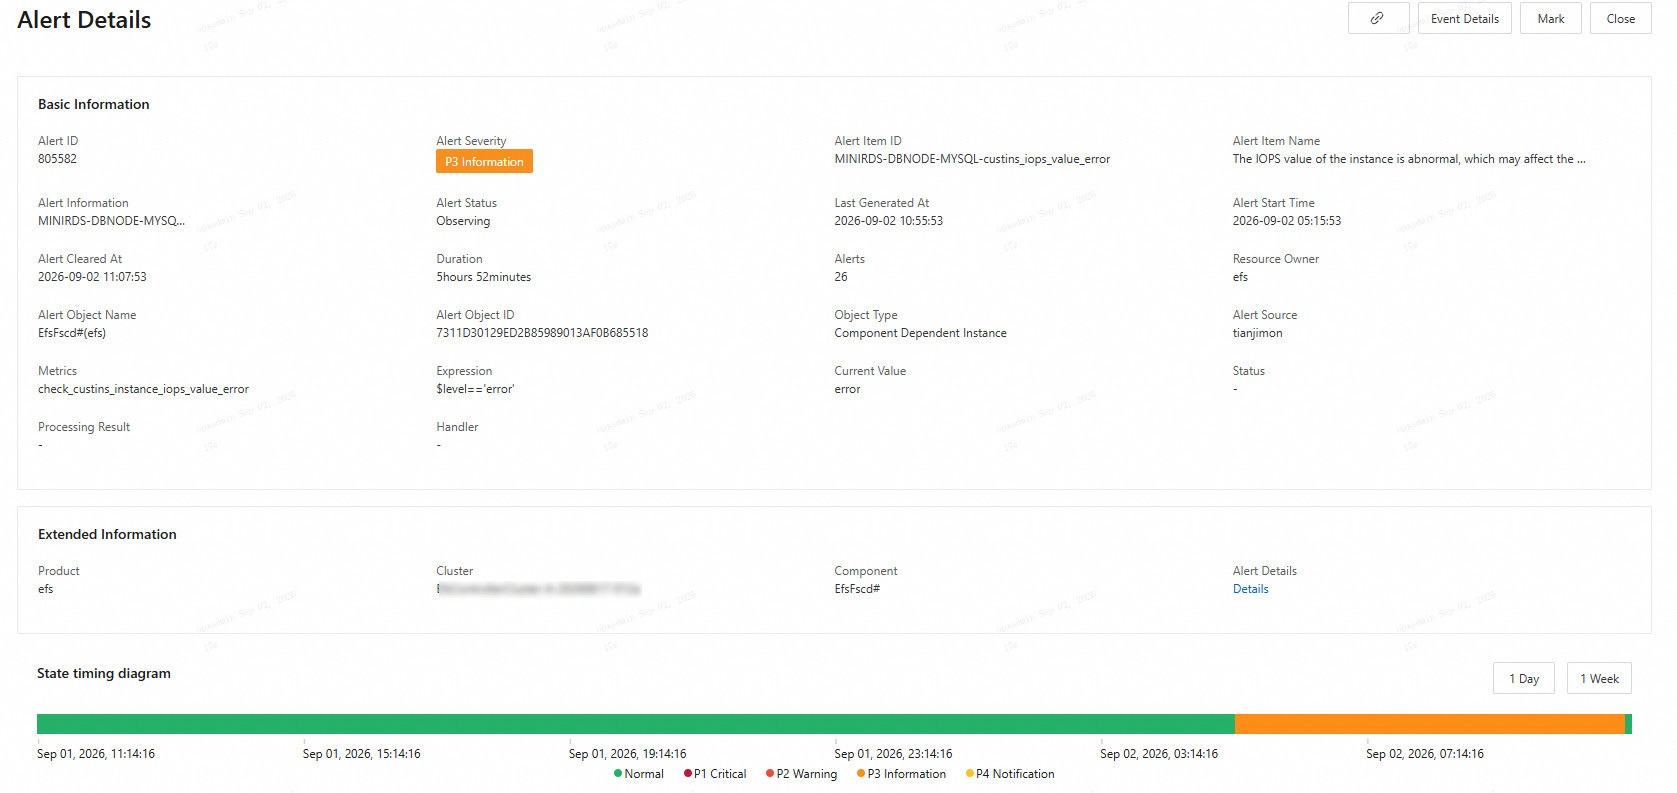 Alert Details
Event Details
Mark
Close
Basic Information
Alert ID
805582
Alert Severity
P3 Information
Alert Item ID
MINIRDS-DBNODE-MYSQL-custins_iops_value_error
Alert Item Name
The IOPS value of the instance is abnormal, which may affect the ...
Alert Information
MINIRDS-DBNODE-MYSQ...
Alert Status
Observing
Last Generated At
2026-09-02 10:55:53
Alert Start Time
2026-09-02 05:15:53
Alert Cleared At
2026-09-02 11:07:53
Duration
5hours 52minutes
Alerts
26
Resource Owner
efs
Alert Object Name
EfsFscd#(efs)
Alert Object ID
7311D30129ED2B85989013AF0B685518
Object Type
Component Dependent Instance
Alert Source
tianjimon
Metrics
check_custins_instance_iops_value_error
Expression
$level=='error'
Current Value
error
Status
-
Processing Result
-
Handler
-
Extended Information
Product
efs
Cluster
Component
EfsFscd#
Alert Details
Details
State timing diagram
1 Day
1 Week
Sep 01, 2026, 11:14:16
Sep 01, 2026, 15:14:16
Sep 01, 2026, 19:14:16
Sep 01, 2026, 23:14:16
Sep 02, 2026, 03:14:16
Sep 02, 2026, 07:14:16
Normal
P1 Critical
P2 Warning
P3 Information
P4 Notification